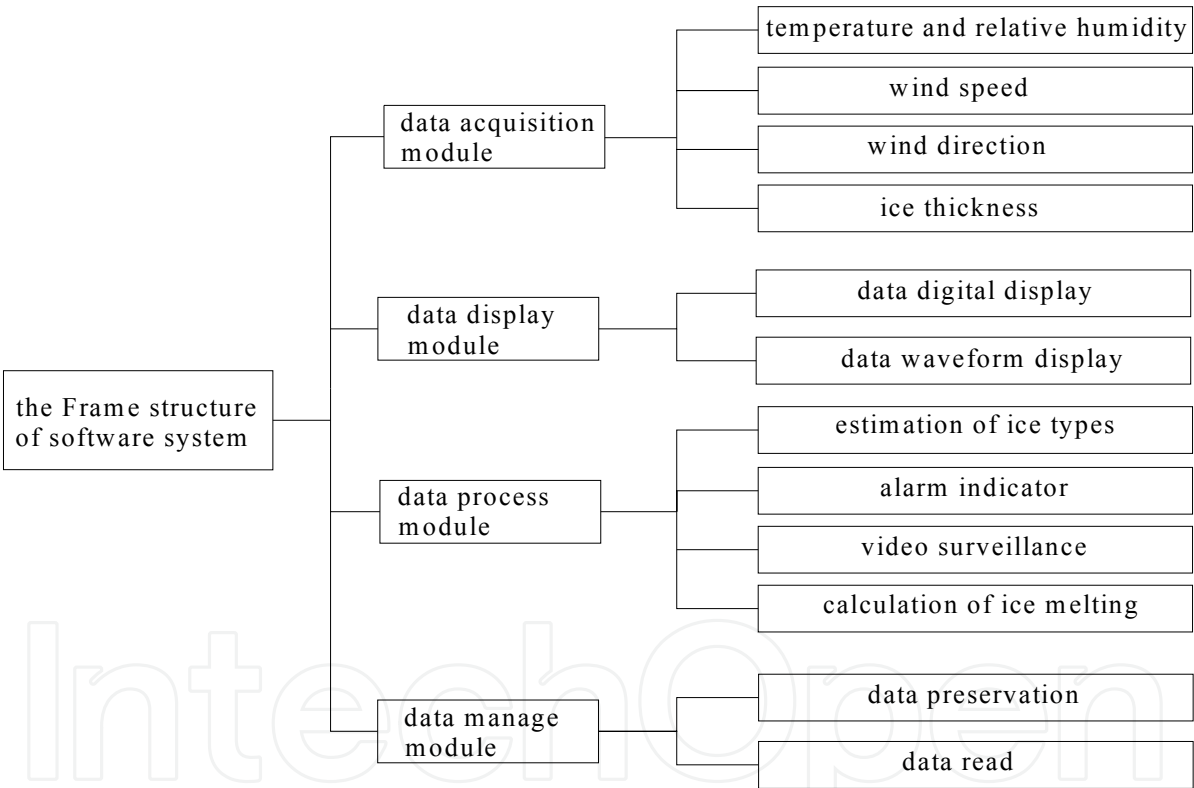 temperature and relative humidity
wind speed
data acquisition
module
wind direction
ice thickness
data display
module
data digital display
data waveform display
the Frame structure
of software system
estimation of ice types
data process
module
alarm indicator
video surveillance
calculation of ice melting
data manage
module
data preservation
data read
IntechOpen